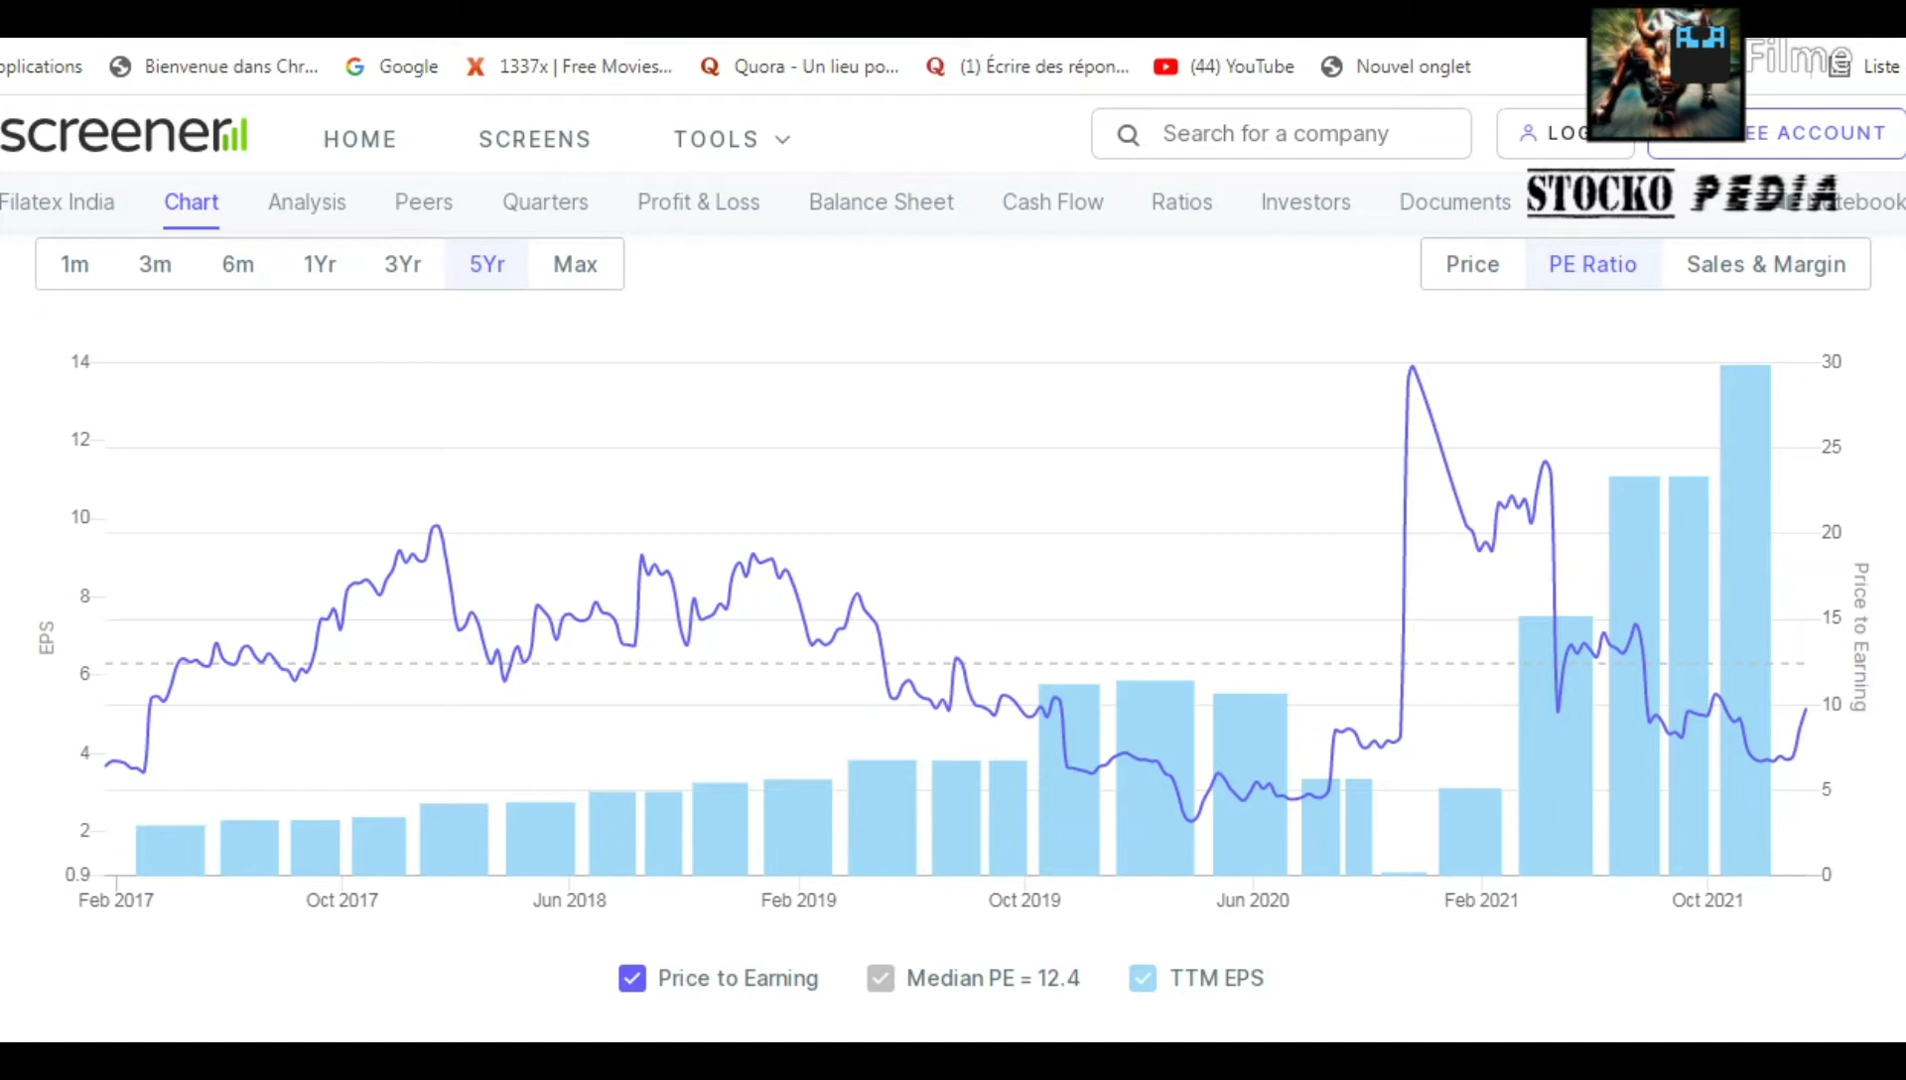 pplications Bienvenue dans Chr... Google 1337x | Free Movies... Quora - Un lieu po... (1) Écrire des répon... (44) YouTube Nouvel onglet Filme Liste
screener HOME SCREENS TOOLS Search for a company LOG EE ACCOUNT
Filatex India Chart Analysis Peers Quarters Profit & Loss Balance Sheet Cash Flow Ratios Investors Documents STOCKO PEDIA Notebook
1m 3m 6m 1Yr 3Yr 5Yr Max Price PE Ratio Sales & Margin
14 30
12 25
10 20
8 15
EPS
Price to Earning
6 10
4 5
2
0.9 0
Feb 2017 Oct 2017 Jun 2018 Feb 2019 Oct 2019 Jun 2020 Feb 2021 Oct 2021
Price to Earning Median PE = 12.4 TTM EPS